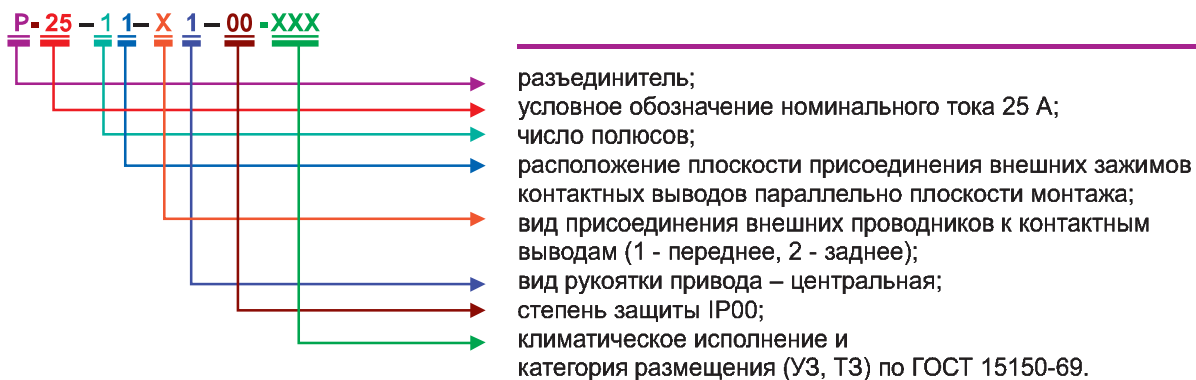 Р-25–11–Х1–00-ХХХ
разъединитель;
условное обозначение номинального тока 25 А;
число полюсов;
расположение плоскости присоединения внешних зажимов
контактных выводов параллельно плоскости монтажа;
вид присоединения внешних проводников к контактным
выводам (1 - переднее, 2 - заднее);
вид рукоятки привода – центральная;
степень защиты IP00;
климатическое исполнение и
категория размещения (УЗ, ТЗ) по ГОСТ 15150-69.